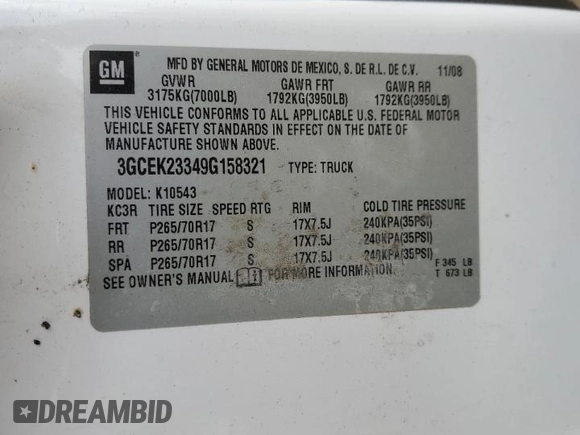 GM
MFD BY GENERAL MOTORS DE MEXICO, S. DE R.L. DE C.V. 11/08
GVWR GAWR FRT GAWR RR
3175KG(7000LB) 1792KG(3950LB) 1792KG(3950LB)
THIS VEHICLE CONFORMS TO ALL APPLICABLE U.S. FEDERAL MOTOR
VEHICLE SAFETY STANDARDS IN EFFECT ON THE DATE OF
MANUFACTURE SHOWN ABOVE.
3GCEK23349G158321 TYPE: TRUCK
MODEL: K10543
KC3R TIRE SIZE SPEED RTG RIM COLD TIRE PRESSURE
FRT P265/70R17 S 17X7.5J 240KPA(35PSI)
RR P265/70R17 S 17X7.5J 240KPA(35PSI)
SPA P265/70R17 S 17X7.5J 240KPA(35PSI)
SEE OWNER'S MANUAL FOR MORE INFORMATION. F 345 LB
T 673 LB
DREAMBID